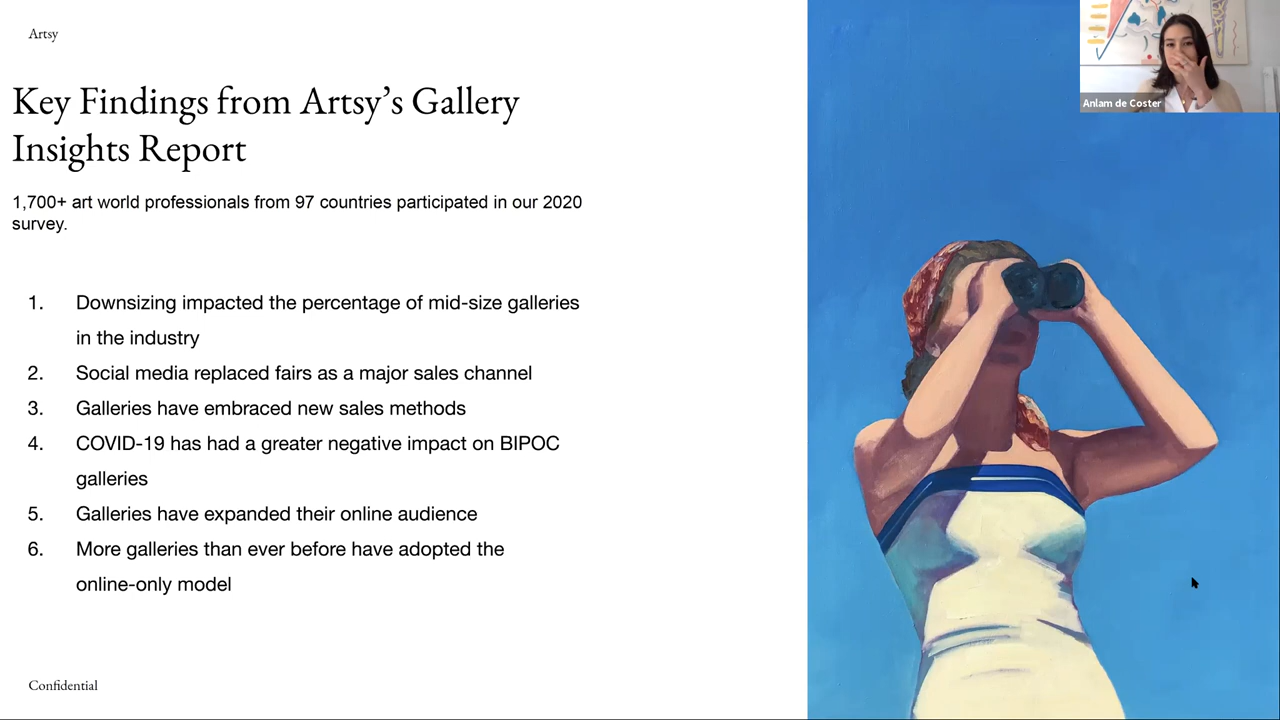 Artsy
Key Findings from Artsy’s Gallery
Insights Report
1,700+ art world professionals from 97 countries participated in our 2020
survey.
1. Downsizing impacted the percentage of mid-size galleries
in the industry
2. Social media replaced fairs as a major sales channel
3. Galleries have embraced new sales methods
4. COVID-19 has had a greater negative impact on BIPOC
galleries
5. Galleries have expanded their online audience
6. More galleries than ever before have adopted the
online-only model
Confidential
Anlam de Coster